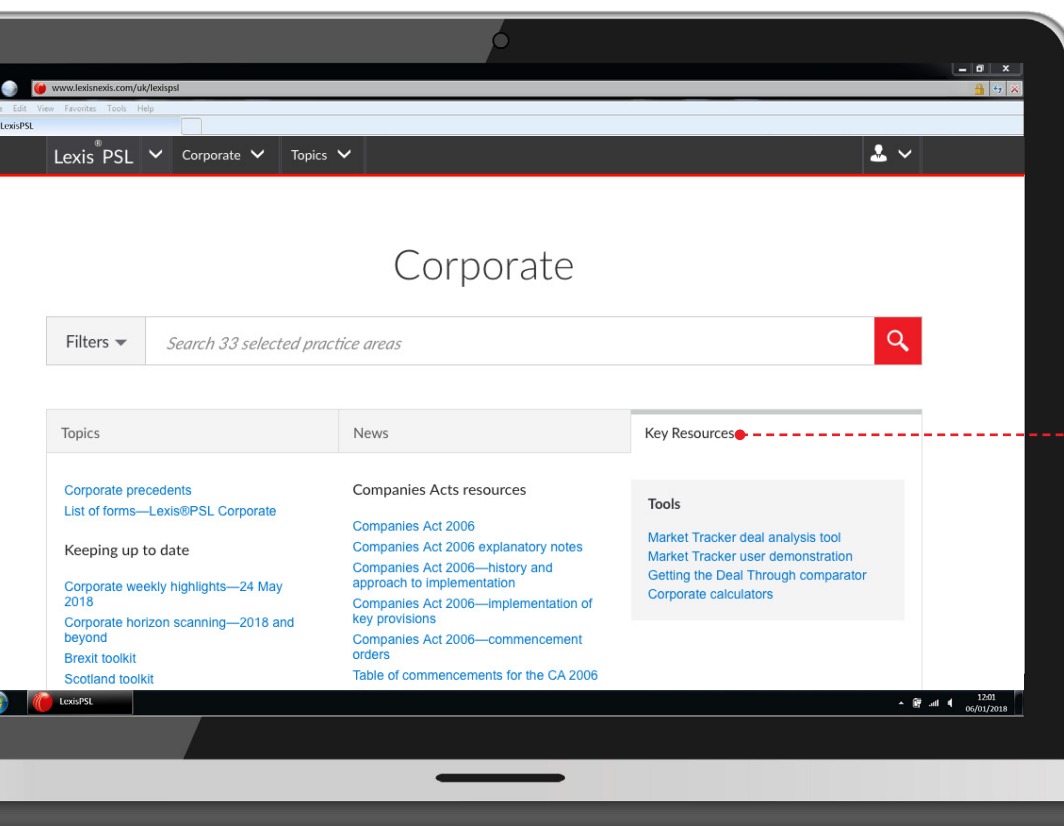 www.lexisnexis.com/uk/lexispsl
Edit View Favorites Tools Help
LexisPSL
Lexis®PSL Corporate Topics
Corporate
Filters Search 33 selected practice areas
Topics News Key Resources
Corporate precedents
List of forms—Lexis®PSL Corporate
Keeping up to date
Corporate weekly highlights—24 May
2018
Corporate horizon scanning—2018 and
beyond
Brexit toolkit
Scotland toolkit
Companies Acts resources
Companies Act 2006
Companies Act 2006 explanatory notes
Companies Act 2006—history and
approach to implementation
Companies Act 2006—implementation of
key provisions
Companies Act 2006—commencement
orders
Table of commencements for the CA 2006
Tools
Market Tracker deal analysis tool
Market Tracker user demonstration
Getting the Deal Through comparator
Corporate calculators
LexisPSL
12:01
06/01/2018